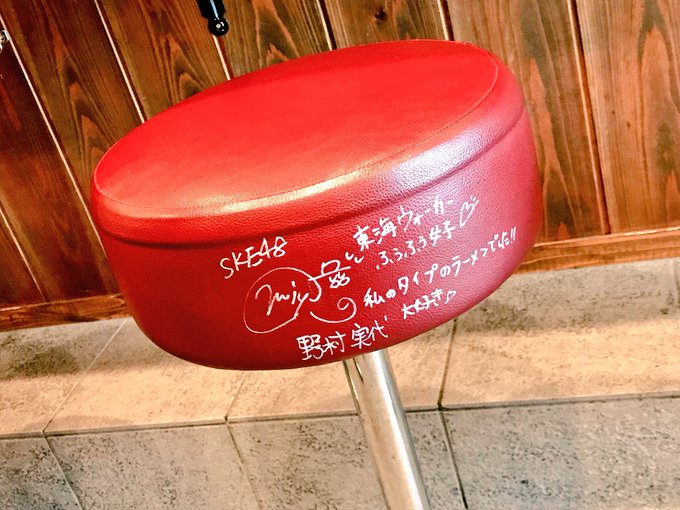 SKE48
東海ウォーカー
ふぅふぅ女子♡
私のタイプのラーメンでした!!
大好き♡
野村実代